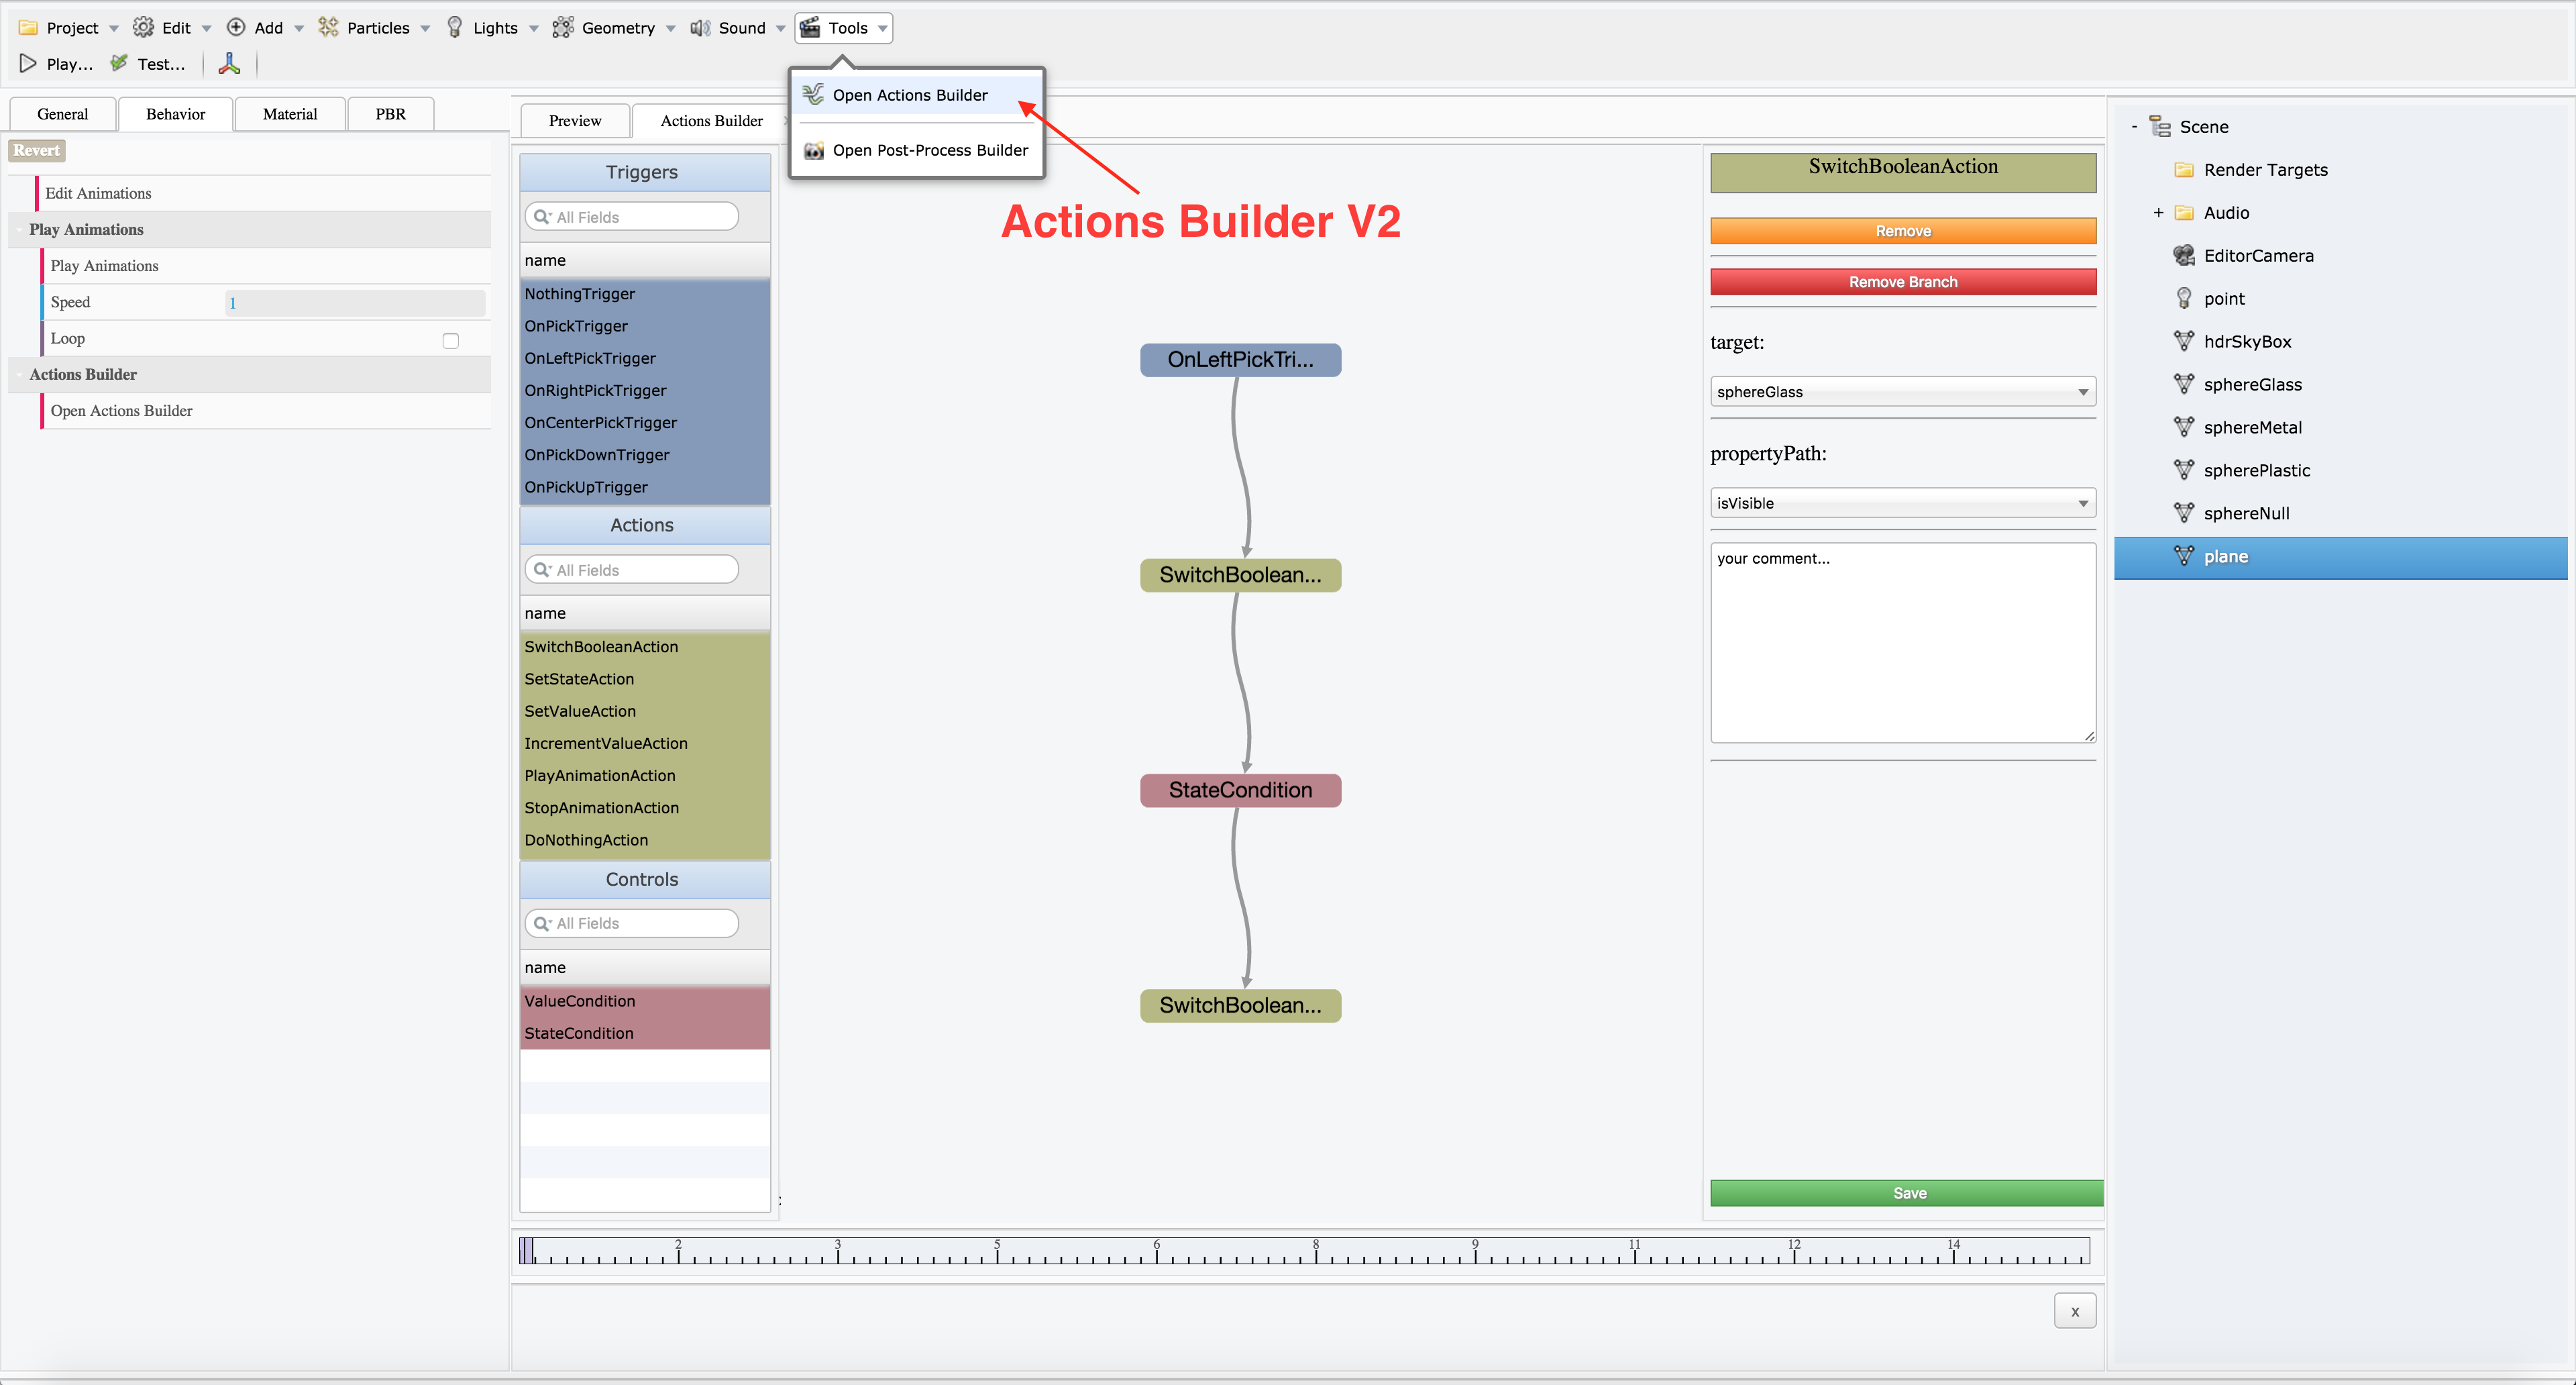 Project Edit Add Particles Lights Geometry Sound Tools
Play... Test...
Open Actions Builder
Open Post-Process Builder
Actions Builder V2
General Behavior Material PBR
Revert
Edit Animations
Play Animations
Play Animations
Speed 1
Loop
Actions Builder
Open Actions Builder
Preview Actions Builder
Triggers
All Fields
name
NothingTrigger
OnPickTrigger
OnLeftPickTrigger
OnRightPickTrigger
OnCenterPickTrigger
OnPickDownTrigger
OnPickUpTrigger
Actions
All Fields
name
SwitchBooleanAction
SetStateAction
SetValueAction
IncrementValueAction
PlayAnimationAction
StopAnimationAction
DoNothingAction
Controls
All Fields
name
ValueCondition
StateCondition
OnLeftPickTri...
SwitchBoolean...
StateCondition
SwitchBoolean...
SwitchBooleanAction
Remove
Remove Branch
target:
sphereGlass
propertyPath:
isVisible
your comment...
Save
2 3 5 6 8 9 11 12 14
x
- Scene
Render Targets
+ Audio
EditorCamera
point
hdrSkyBox
sphereGlass
sphereMetal
spherePlastic
sphereNull
plane